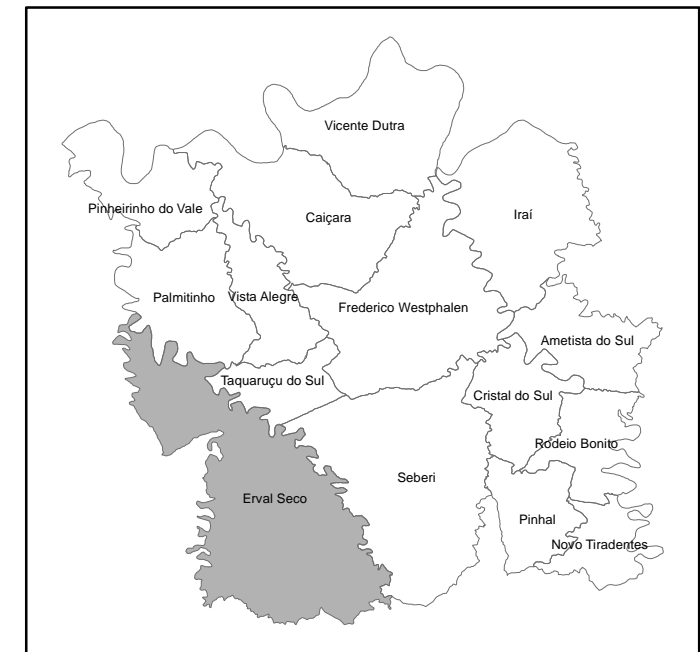 Vicente Dutra
Pinheirinho do Vale
Caiçara
Iraí
Palmitinho
Vista Alegre
Frederico Westphalen
Ametista do Sul
Taquaruçu do Sul
Cristal do Sul
Rodeio Bonito
Seberi
Erval Seco
Pinhal
Novo Tiradentes